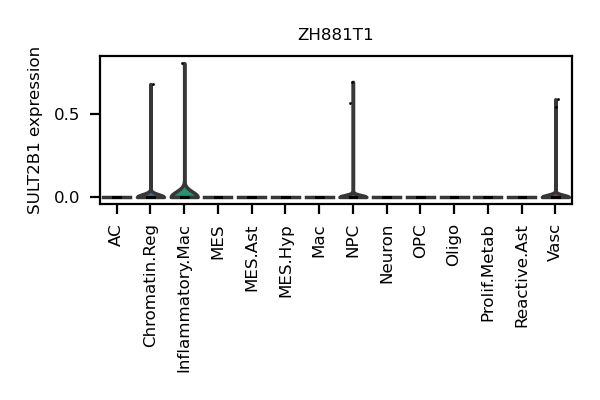 ZH881T1
SULT2B1 expression
0.5
0.0
AC
Chromatin.Reg
Inflammatory.Mac
MES
MES.Ast
MES.Hyp
Mac
NPC
Neuron
OPC
Oligo
Prolif.Metab
Reactive.Ast
Vasc